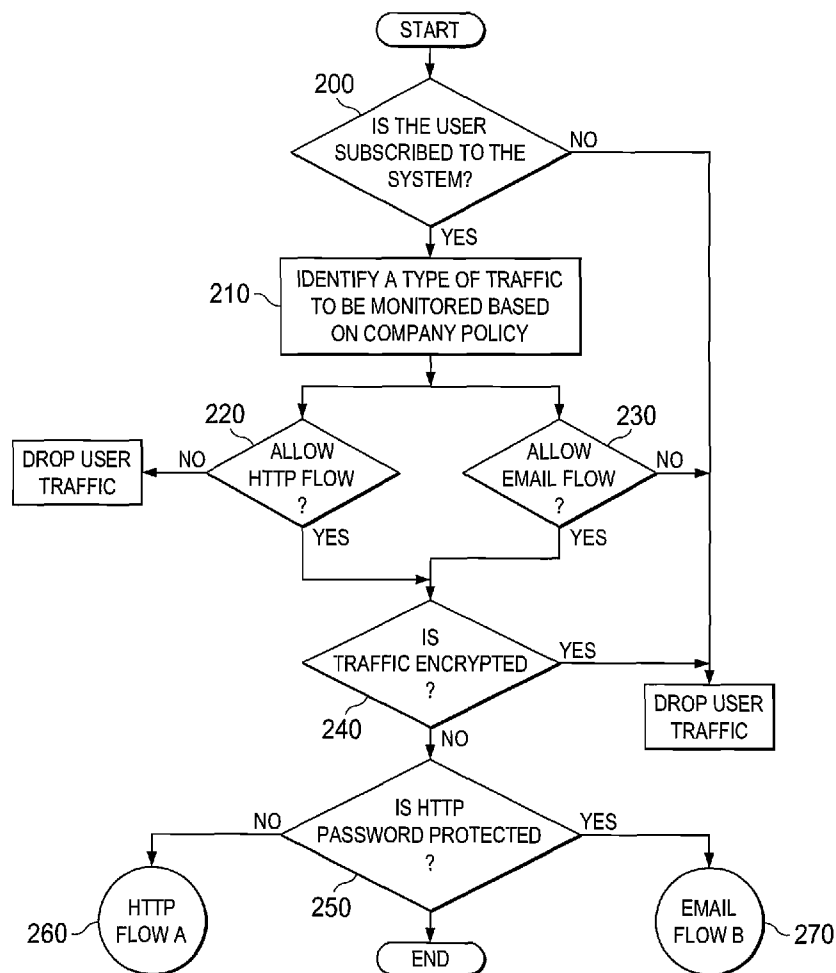 START
200
IS THE USER
SUBSCRIBED TO THE
SYSTEM?
NO
YES
210
IDENTIFY A TYPE OF TRAFFIC
TO BE MONITORED BASED
ON COMPANY POLICY
220
230
DROP USER
TRAFFIC
NO
ALLOW
HTTP FLOW
?
ALLOW
EMAIL FLOW
?
NO
YES
YES
IS
TRAFFIC ENCRYPTED
?
YES
240
NO
DROP USER
TRAFFIC
NO
IS HTTP
PASSWORD PROTECTED
?
YES
250
260
HTTP
FLOW A
END
EMAIL
FLOW B
270